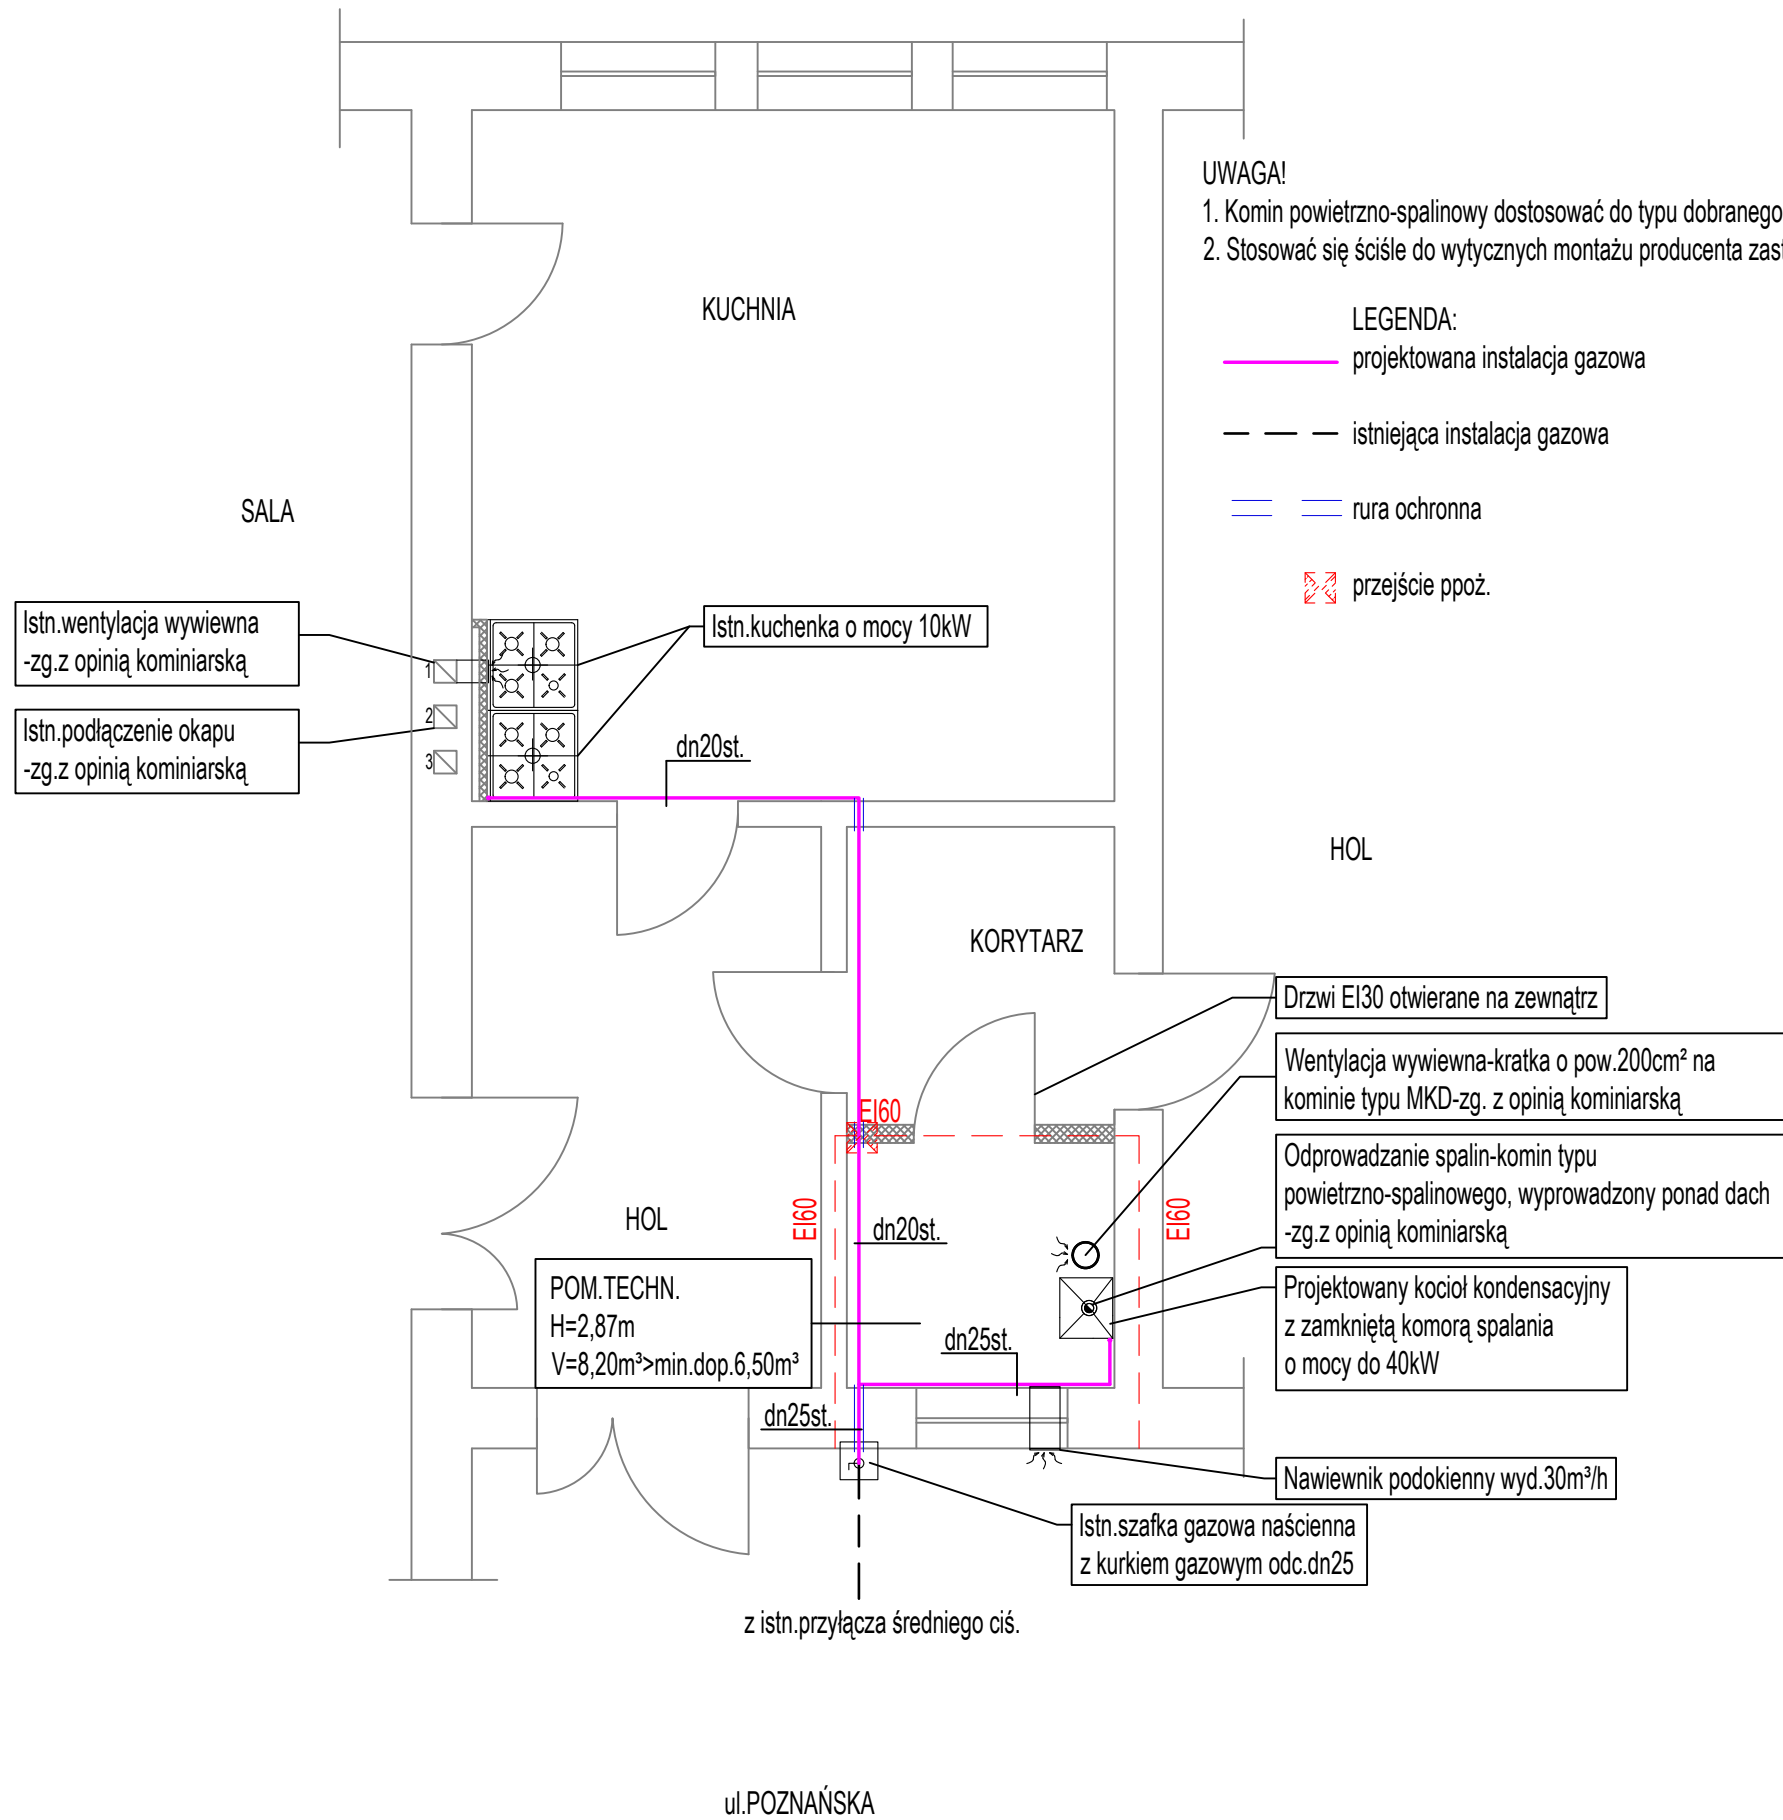 UWAGA!
1. Komin powietrzno-spalinowy dostosować do typu dobranego
2. Stosować się ściśle do wytycznych montażu producenta
KUCHNIA
LEGENDA:
projektowana instalacja gazowa
istniejąca instalacja gazowa
rura ochronna
przejście ppoż.
SALA
Istn.wentylacja wywiewna
-zg.z opinią kominiarską
Istn.podłączenie okapu
-zg.z opinią kominiarską
1
2
3
Istn.kuchenka o mocy 10kW
dn20st.
HOL
KORYTARZ
Drzwi EI30 otwierane na zewnątrz
Wentylacja wywiewna-kratka o pow.200cm² na
kominie typu MKD-zg. z opinią kominiarską
EI60
Odprowadzanie spalin-komin typu
powietrzno-spalinowego, wyprowadzony ponad dach
-zg.z opinią kominiarską
HOL
EI60
dn20st.
EI60
POM.TECHN.
H=2,87m
V=8,20m³>min.dop.6,50m³
Projektowany kocioł kondensacyjny
z zamkniętą komorą spalania
o mocy do 40kW
dn25st.
dn25st.
Nawiewnik podokienny wyd.30m³/h
Istn.szafka gazowa naścienna
z kurkiem gazowym odc.dn25
z istn.przyłącza średniego ciś.
ul.POZNAŃSKA